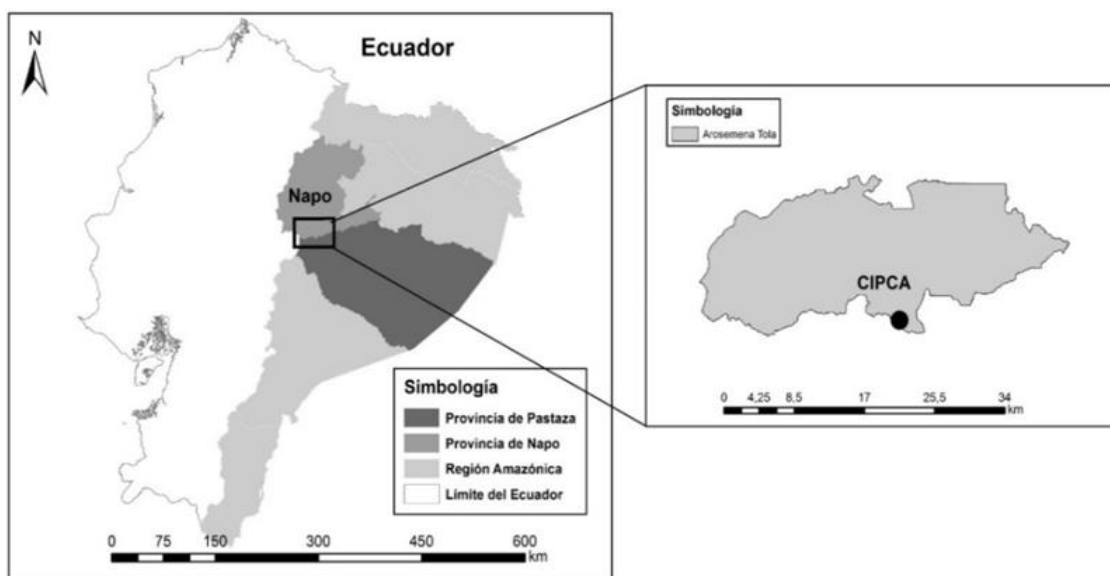 N
Ecuador
Napo
Simbología
Provincia de Pastaza
Provincia de Napo
Región Amazónica
Límite del Ecuador
0 75 150 300 450 600
km
Simbología
Arosemena Tola
CIPCA
0 4,25 8,5 17 25,5 34
km